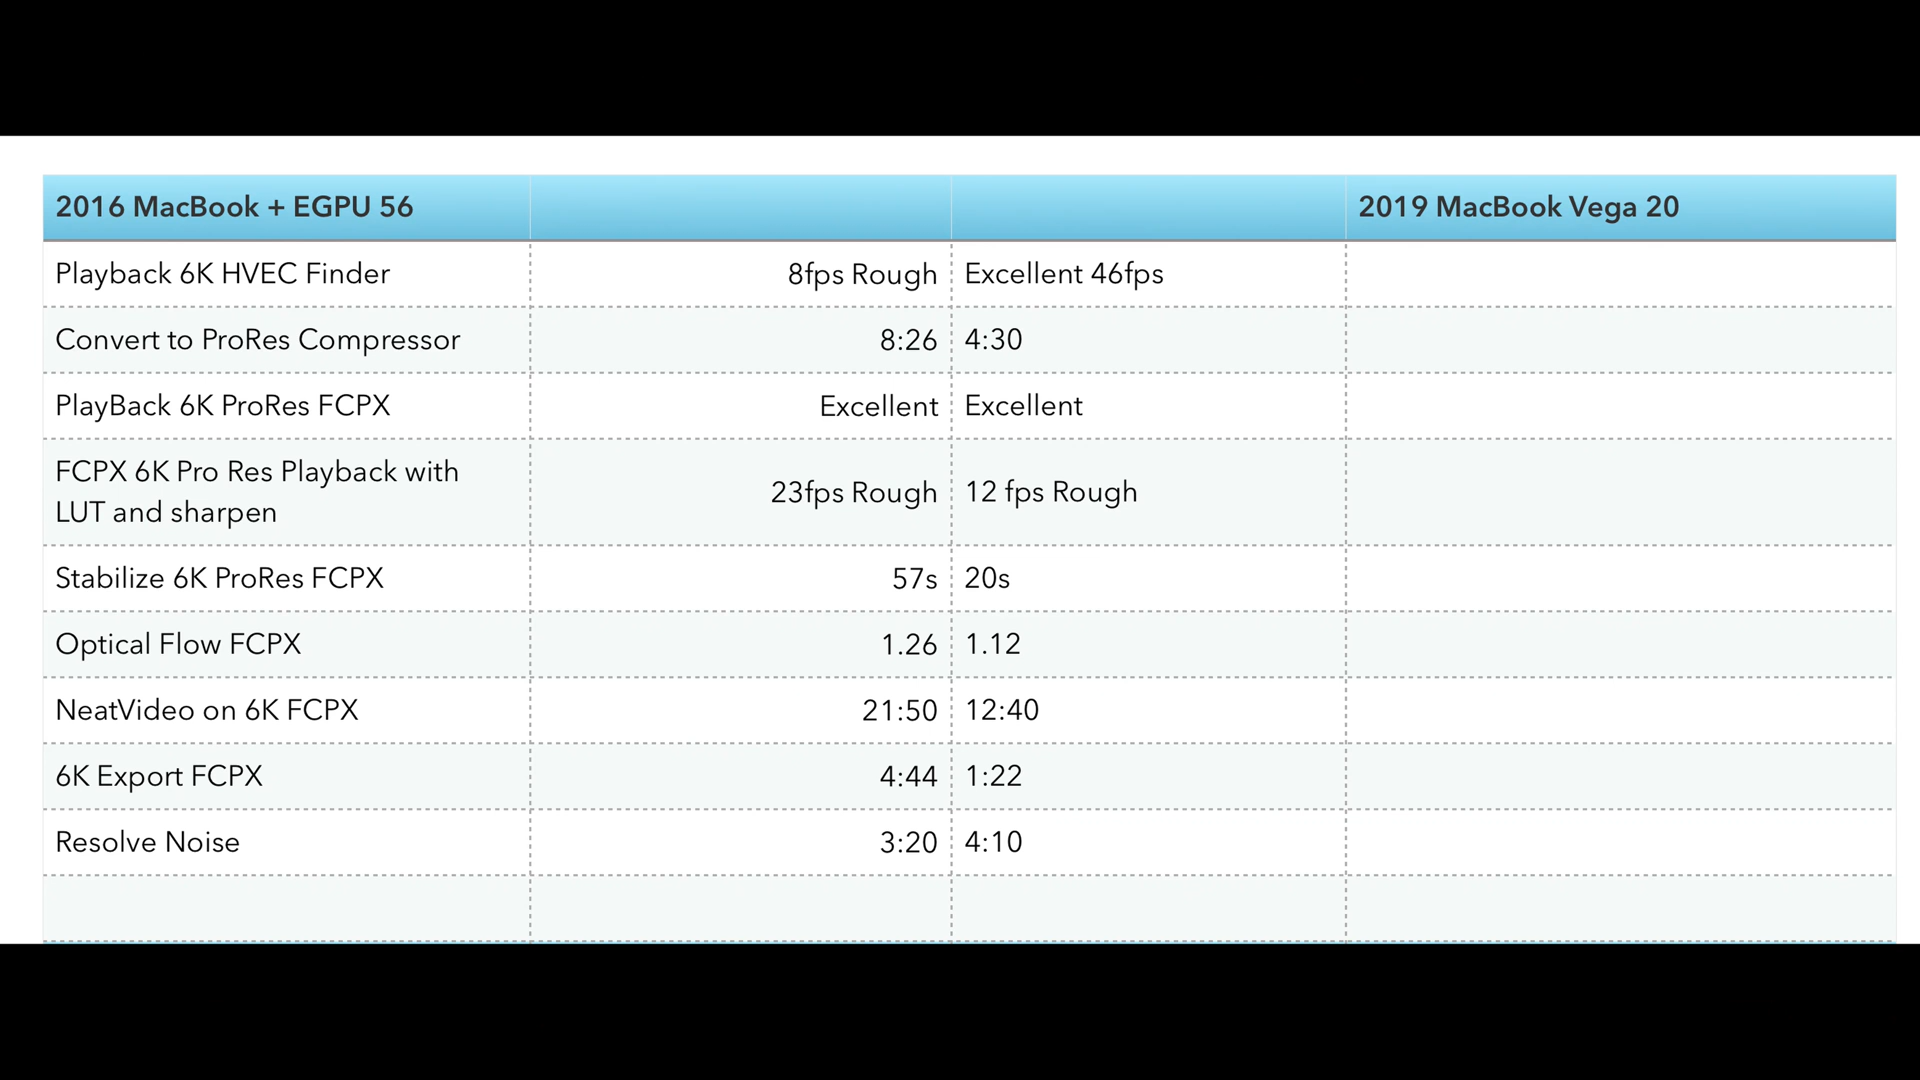 2016 MacBook + EGPU 56 2019 MacBook Vega 20
Playback 6K HVEC Finder 8fps Rough Excellent 46fps
Convert to ProRes Compressor 8:26 4:30
PlayBack 6K ProRes FCPX Excellent Excellent
FCPX 6K Pro Res Playback with
LUT and sharpen 23fps Rough 12 fps Rough
Stabilize 6K ProRes FCPX 57s 20s
Optical Flow FCPX 1.26 1.12
NeatVideo on 6K FCPX 21:50 12:40
6K Export FCPX 4:44 1:22
Resolve Noise 3:20 4:10